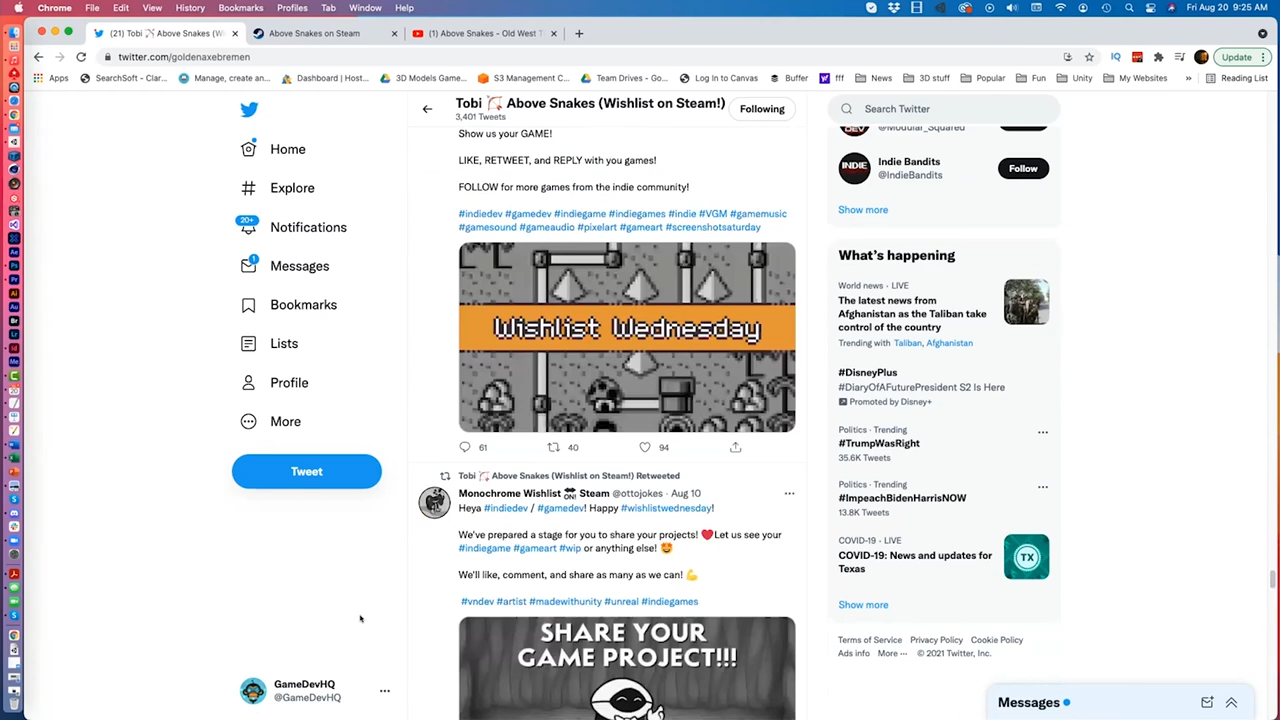 Chrome File Edit View History Bookmarks Profiles Tab Window Help
Fri Aug 20 9:25 AM
(21) Tobi Above Snakes (Wi
Above Snakes on Steam
(1) Above Snakes - Old West T
twitter.com/goldenaxebremen
Update
Apps SearchSoft - Clar... Manage, create an... Dashboard | Host... 3D Models Game... S3 Management C... Team Drives - Go... Log In to Canvas Buffer fff News 3D stuff Popular Fun Unity My Websites » Reading List
Home
Explore
20+
Notifications
1
Messages
Bookmarks
Lists
Profile
More
Tweet
GameDevHQ
@GameDevHQ
Tobi 🏹 Above Snakes (Wishlist on Steam!)
3,401 Tweets
Following
Show us your GAME!
LIKE, RETWEET, and REPLY with you games!
FOLLOW for more games from the indie community!
#indiedev #gamedev #indiegame #indiegames #indie #VGM #gamemusic
#gamesound #gameaudio #pixelart #gameart #screenshotsaturday
Wishlist Wednesday
61 40 94
Tobi 🏹 Above Snakes (Wishlist on Steam!) Retweeted
Monochrome Wishlist ON! Steam @ottojokes · Aug 10
Heya #indiedev / #gamedev! Happy #wishlistwednesday!
We've prepared a stage for you to share your projects! ❤️Let us see your
#indiegame #gameart #wip or anything else! 🤩
We'll like, comment, and share as many as we can! 💪
#vndev #artist #madewithunity #unreal #indiegames
SHARE YOUR
GAME PROJECT!!!
Search Twitter
@Modular_Squared
INDIE
Indie Bandits
@IndieBandits
Follow
Show more
What's happening
World news · LIVE
The latest news from
Afghanistan as the Taliban take
control of the country
Trending with Taliban, Afghanistan
#DisneyPlus
#DiaryOfAFuturePresident S2 Is Here
Promoted by Disney+
Politics · Trending
#TrumpWasRight
35.6K Tweets
Politics · Trending
#ImpeachBidenHarrisNOW
13.8K Tweets
COVID-19 · LIVE
COVID-19: News and updates for
Texas
TX
Show more
Terms of Service Privacy Policy Cookie Policy
Ads info More ··· © 2021 Twitter, Inc.
Messages